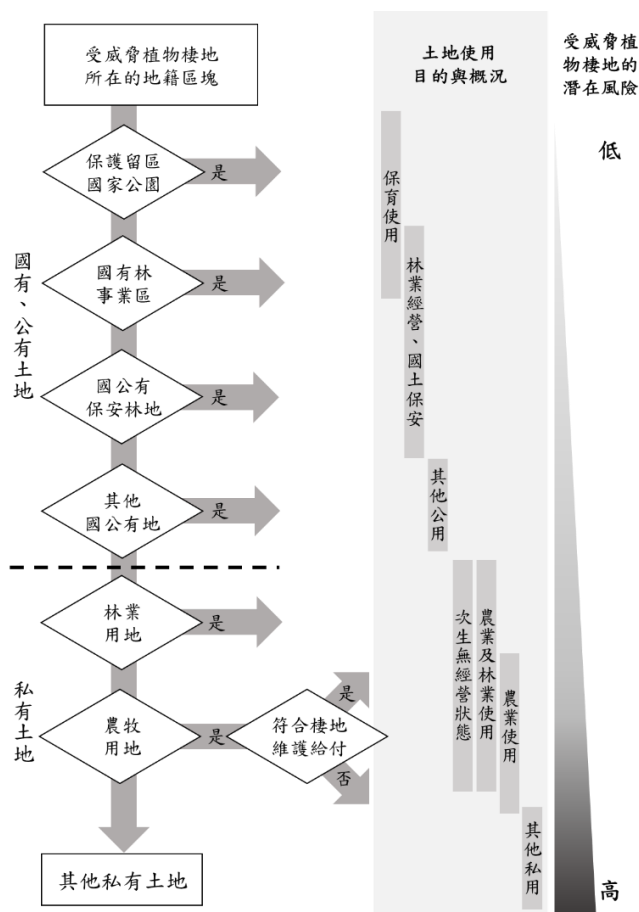 受威脅植物棲地
所在的地籍區塊
土地使用
目的與概況
受威脅植
物棲地的
潛在風險
低
保護留區
國家公園
是
保育使用
國有、公有土地
國有林
事業區
是
林業經營、國土保安
國公有
保安林地
是
其他
國公有地
是
其他公用
林業
用地
是
次生無經營狀態
農業及林業使用
私有土地
農牧
用地
是
符合棲地
維護給付
是
否
農業使用
其他私用
其他私有土地
高